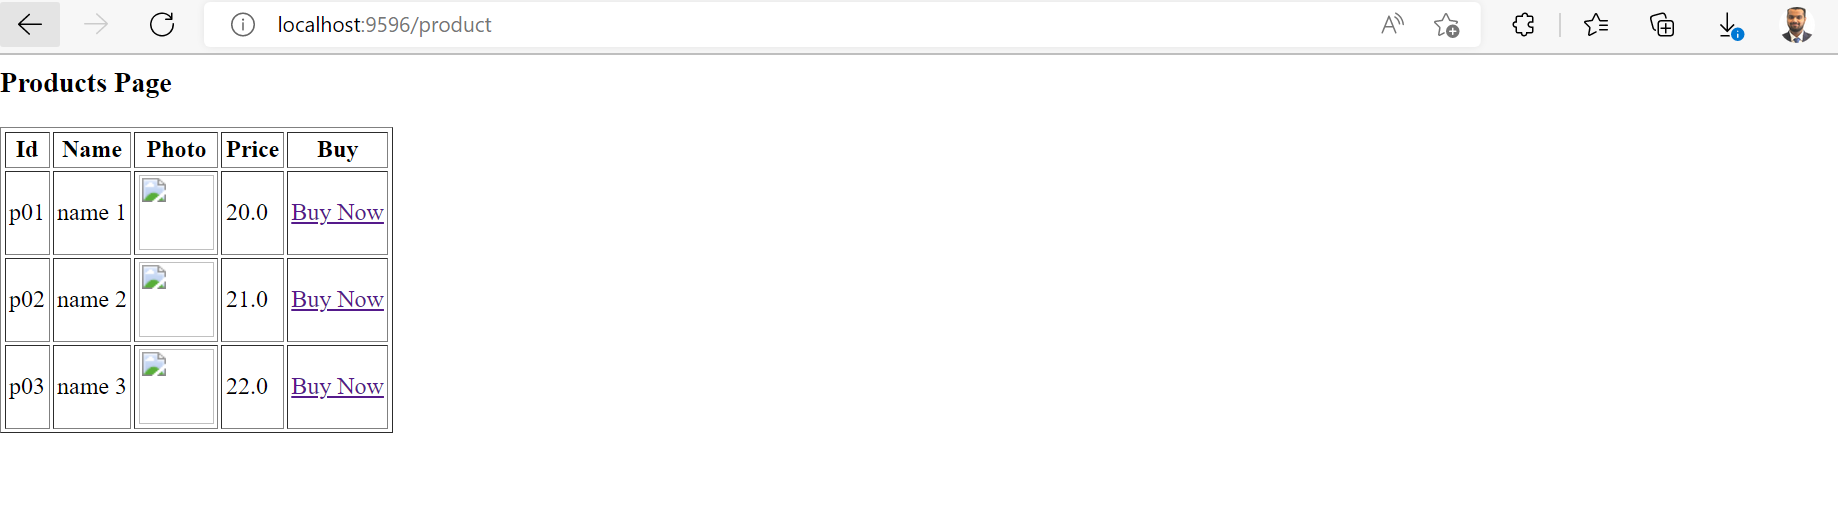 localhost:9596/product
Products Page
Id Name Photo Price Buy
p01 name 1 20.0 Buy Now
p02 name 2 21.0 Buy Now
p03 name 3 22.0 Buy Now